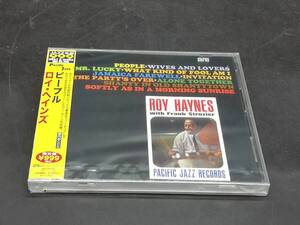 ピープル
ロイ・ヘインズ
¥999
PEOPLE•WIVES AND LOVERS
MR. LUCKY•WHAT KIND OF FOOL AM I
JAMAICA FAREWELL•INVITATION
THE PARTY'S OVER•ALONE TOGETHER
SHANTY IN OLD SHANTYTOWN
SOFTLY AS IN A MORNING SUNRISE
ROY HAYNES
with Frank Strozier
PACIFIC JAZZ RECORDS